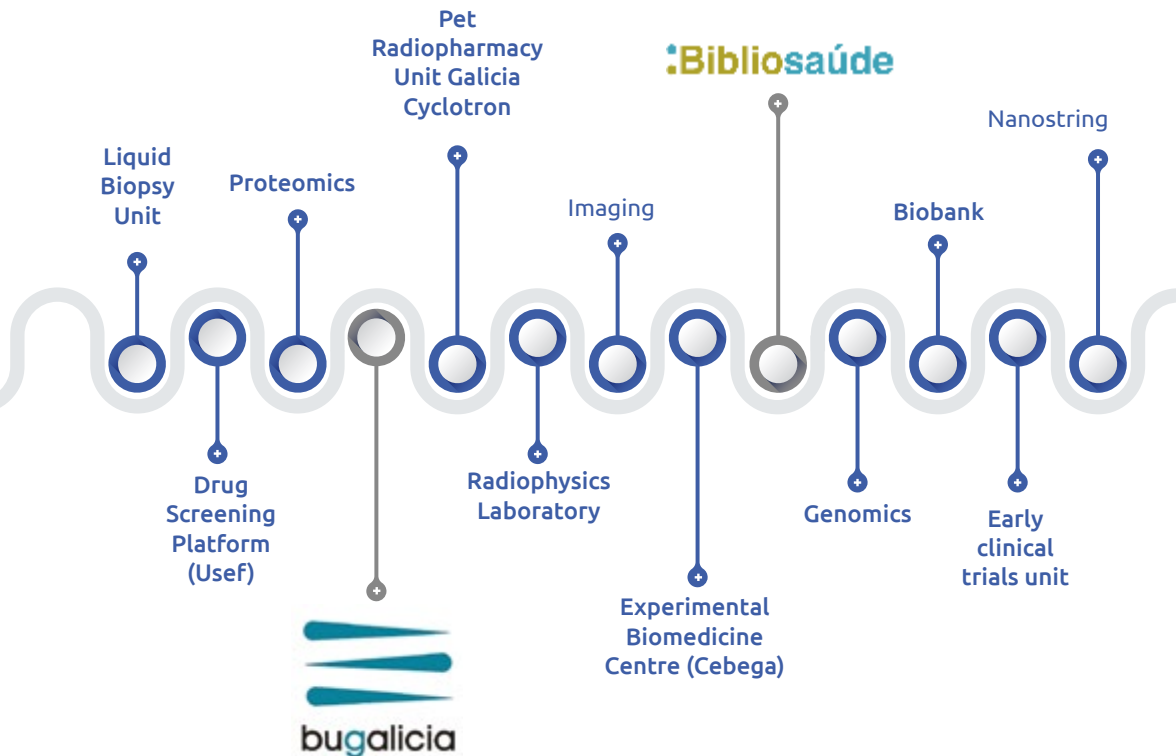 Liquid
Biopsy
Unit
Drug
Screening
Platform
(Usef)
Proteomics
bugalicia
Pet
Radiopharmacy
Unit Galicia
Cyclotron
Radiophysics
Laboratory
Imaging
Experimental
Biomedicine
Centre (Cebega)
:Bibliosaúde
Genomics
Biobank
Early
clinical
trials unit
Nanostring